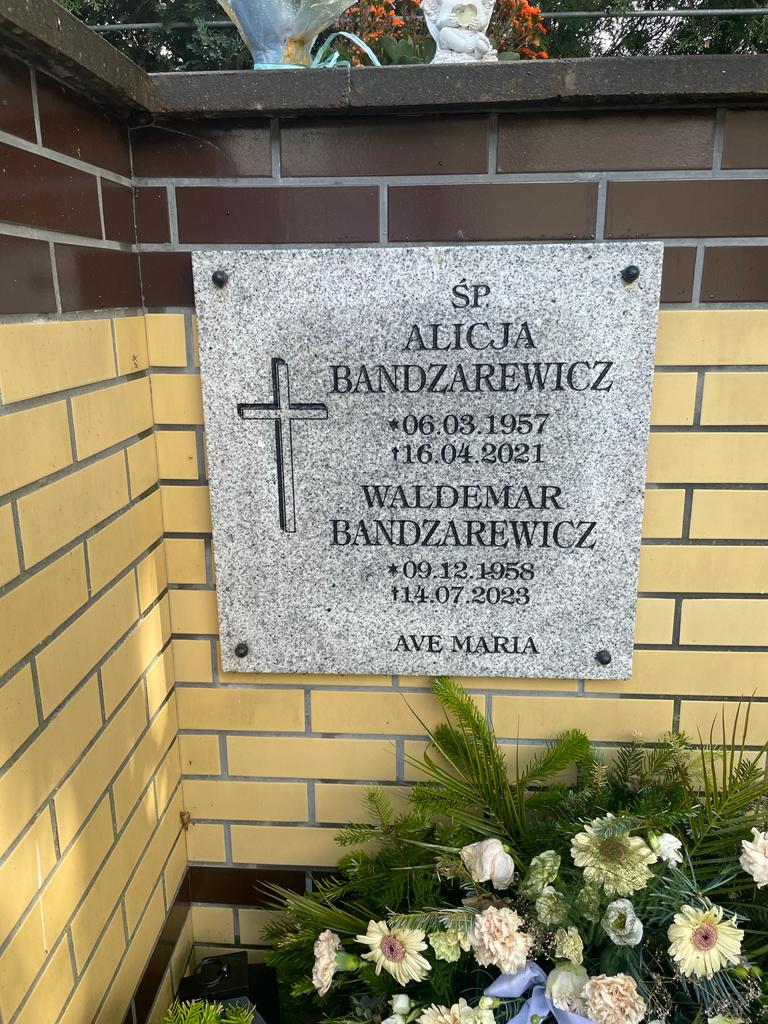 ŚP.
ALICJA
BANDZAREWICZ
*06.03.1957
†16.04.2021
WALDEMAR
BANDZAREWICZ
*09.12.1958
†14.07.2023
AVE MARIA